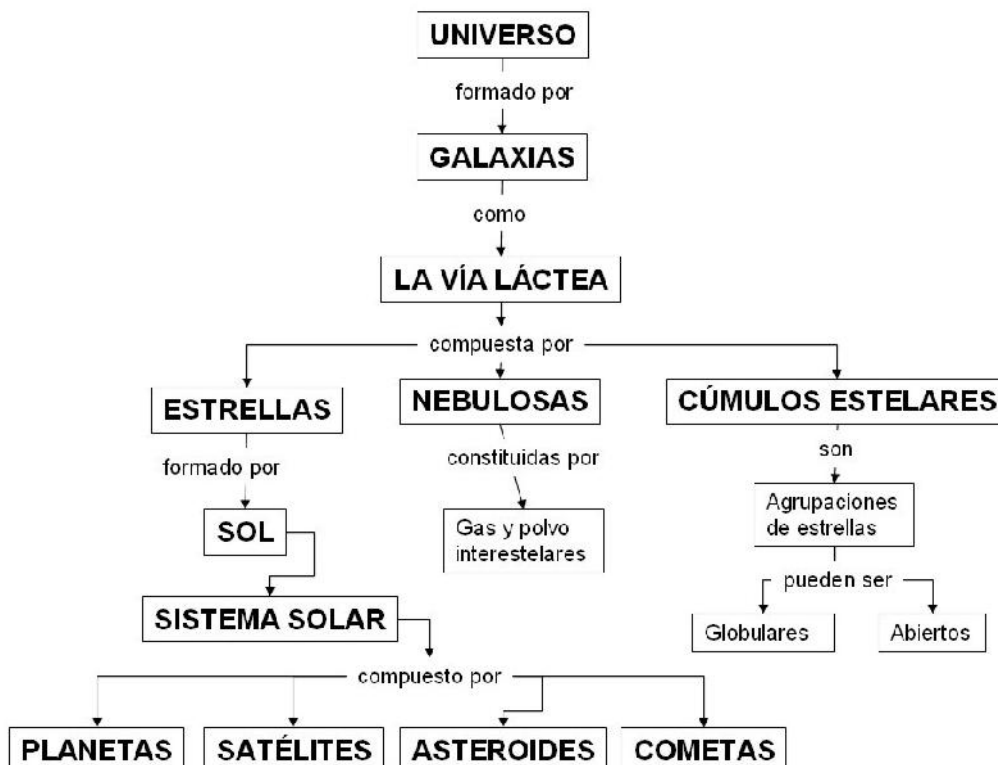 UNIVERSO
formado por
GALAXIAS
como
LA VÍA LÁCTEA
compuesta por
ESTRELLAS
NEBULOSAS
CÚMULOS ESTELARES
formado por
constituidas por
son
SOL
Gas y polvo
interestelares
Agrupaciones
de estrellas
pueden ser
SISTEMA SOLAR
Globulares
Abiertos
compuesto por
PLANETAS
SATÉLITES
ASTEROIDES
COMETAS